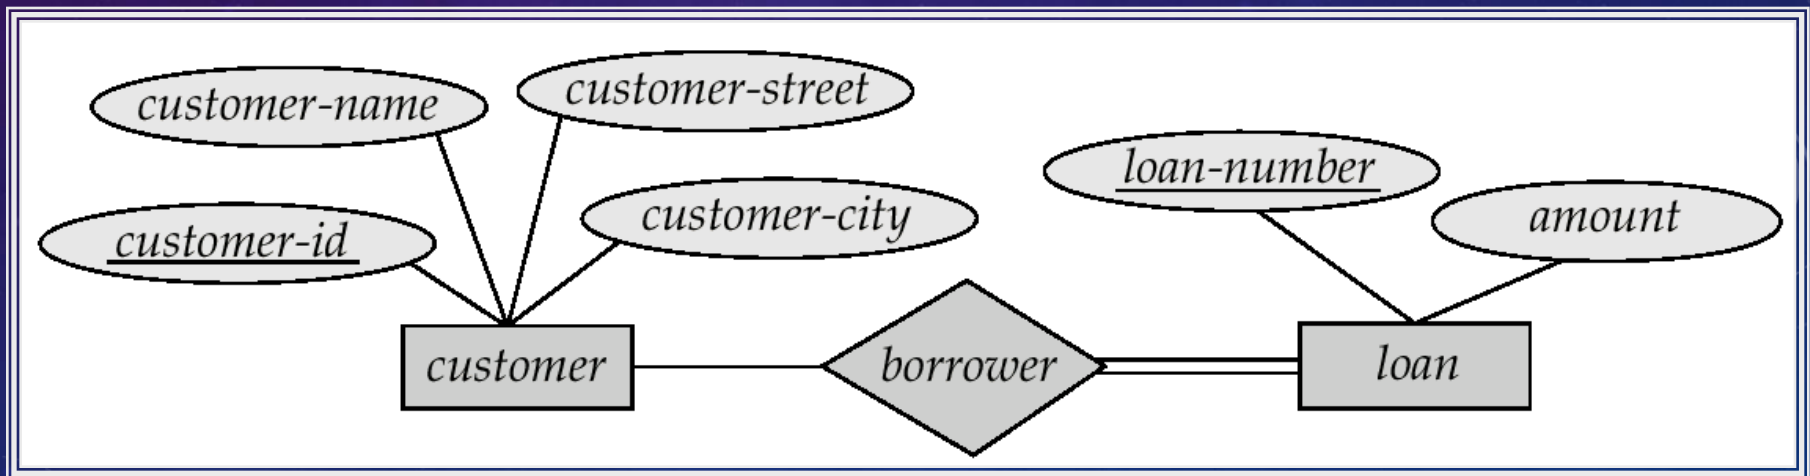 customer-name
customer-street
customer-id
customer-city
loan-number
amount
customer
borrower
loan